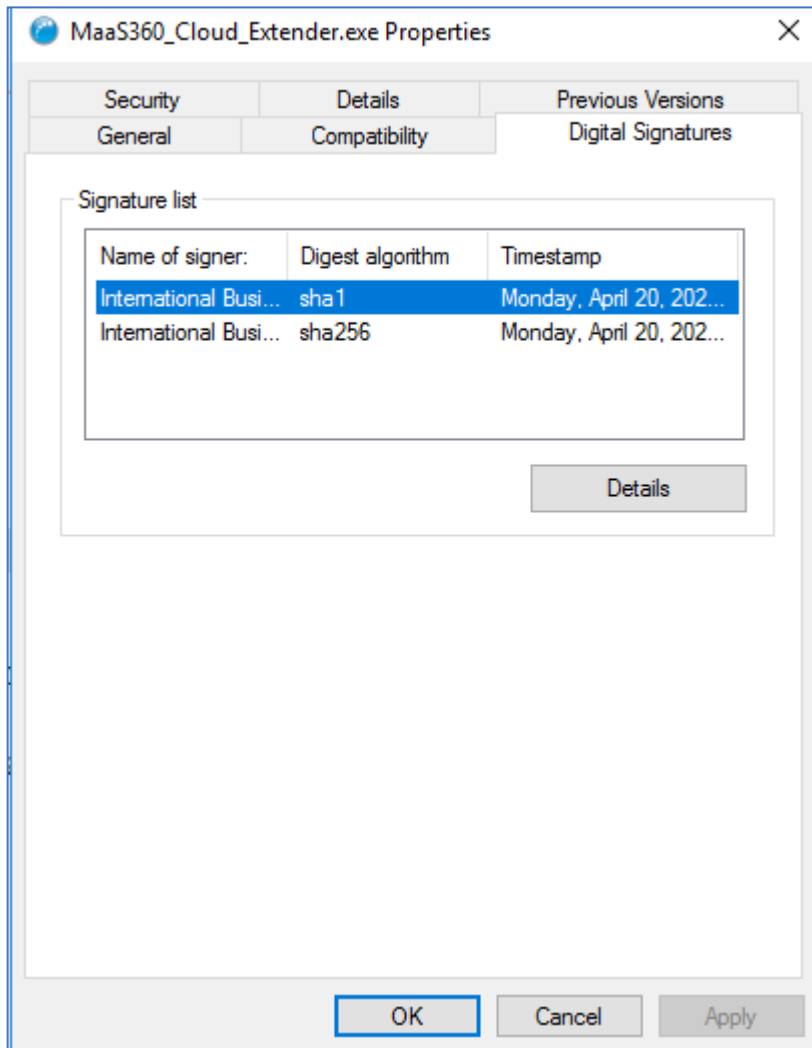 MaaS360_Cloud_Extender.exe Properties
Security Details Previous Versions
General Compatibility Digital Signatures
Signature list
Name of signer: Digest algorithm Timestamp
International Busi... sha1 Monday, April 20, 202...
International Busi... sha256 Monday, April 20, 202...
Details
OK Cancel Apply